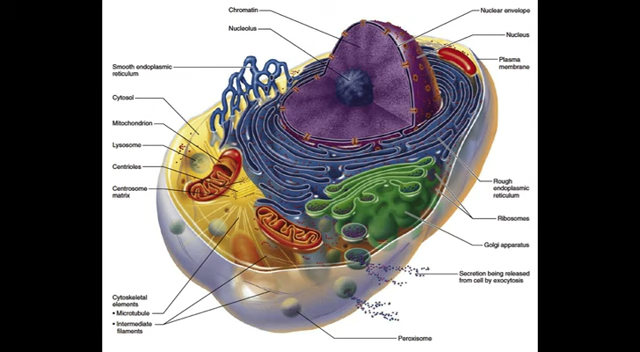 Chromatin
Nucleolus
Smooth endoplasmic
reticulum
Cytosol
Mitochondrion
Lysosome
Centrioles
Centrosome
matrix
Cytoskeletal
elements
• Microtubule
• Intermediate
filaments
Nuclear envelope
Nucleus
Plasma
membrane
Rough
endoplasmic
reticulum
Ribosomes
Golgi apparatus
Secretion being released
from cell by exocytosis
Peroxisome